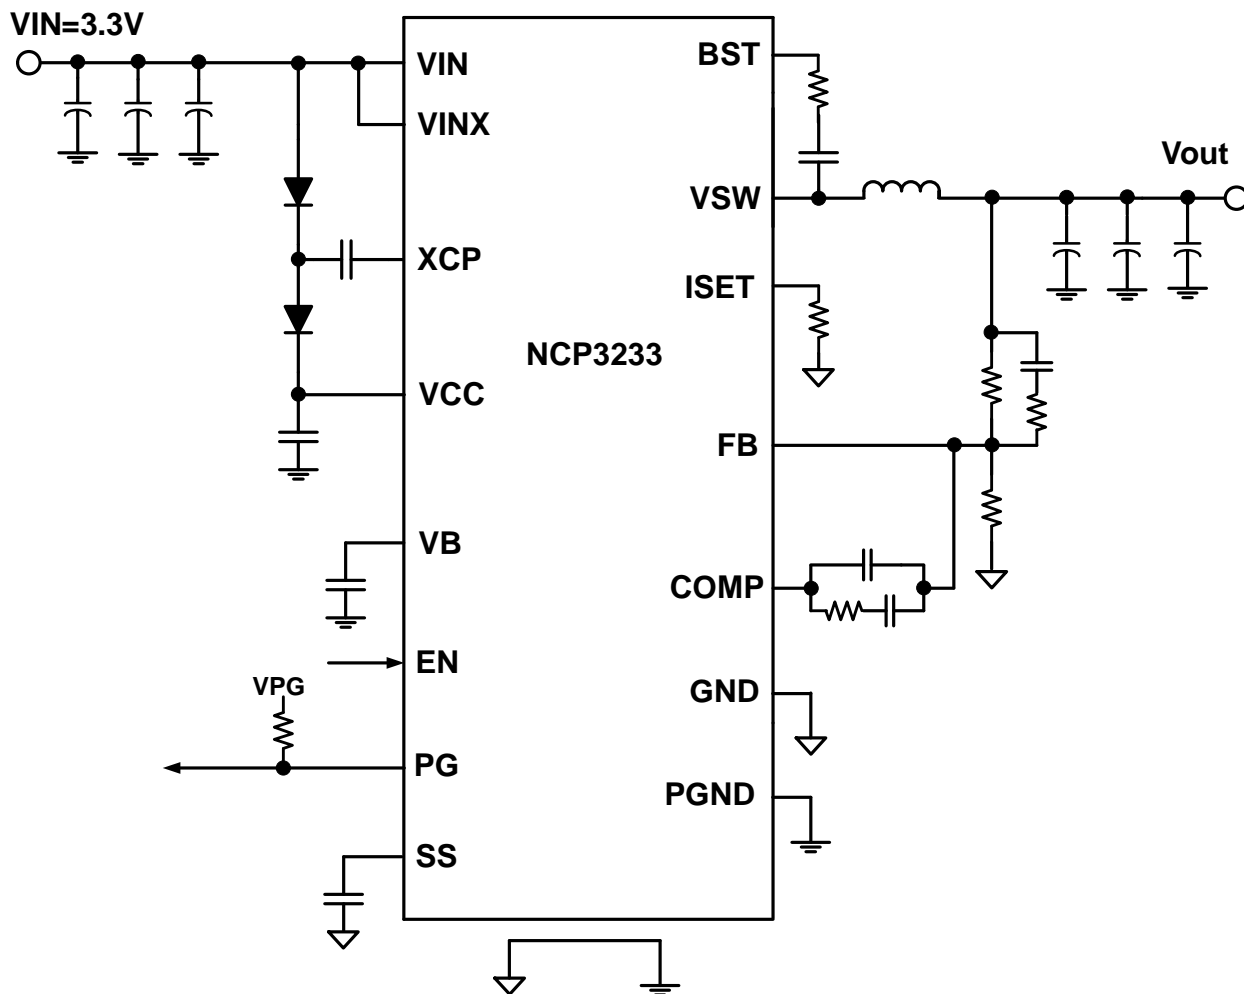 VIN=3.3V
VIN
VINX
XCP
VCC
VB
EN
VPG
PG
SS
NCP3233
BST
VSW
Vout
ISET
FB
COMP
GND
PGND